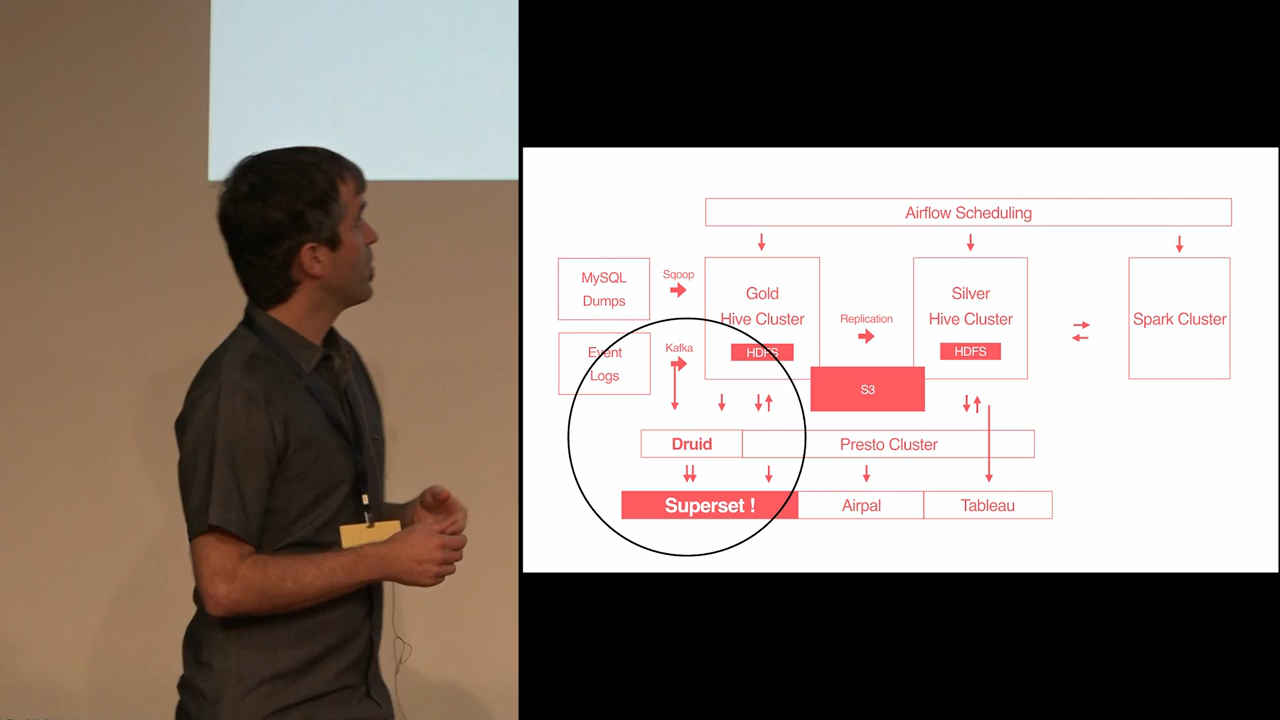 Airflow Scheduling
MySQL
Dumps
Sqoop
Gold
Hive Cluster
HDFS
Event
Logs
Kafka
Replication
Silver
Hive Cluster
HDFS
Spark Cluster
S3
Druid
Presto Cluster
Superset !
Airpal
Tableau